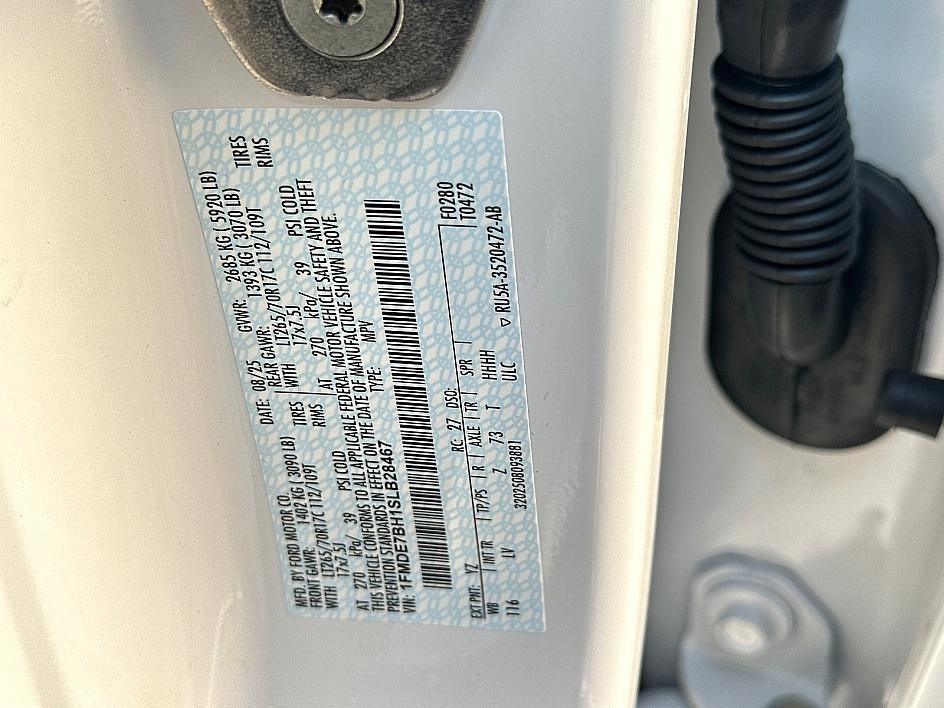 MFD. BY FORD MOTOR CO.
DATE: 08/25 GVWR: 2685 KG ( 5920 LB)
FRONT GAWR: 1402 KG ( 3090 LB)
REAR GAWR: 1393 KG ( 3070 LB)
WITH LT265/70R17C 112/109T TIRES
WITH LT265/70R17C 112/109T TIRES
17x7.5J RIMS
17x7.5J RIMS
AT 270 kPa/ 39 PSI COLD
AT 270 kPa/ 39 PSI COLD
THIS VEHICLE CONFORMS TO ALL APPLICABLE FEDERAL MOTOR VEHICLE SAFETY AND THEFT
PREVENTION STANDARDS IN EFFECT ON THE DATE OF MANUFACTURE SHOWN ABOVE.
VIN: 1FMDE7BH1SLB28467 TYPE: MPV
EXT PNT: YZ RC: 27 DSO: F0280
WB INT TR TP/PS R AXLE TR SPR T0472
116 LV Z 73 T HHHH
ULC ▽ RU5A-3520472-AB